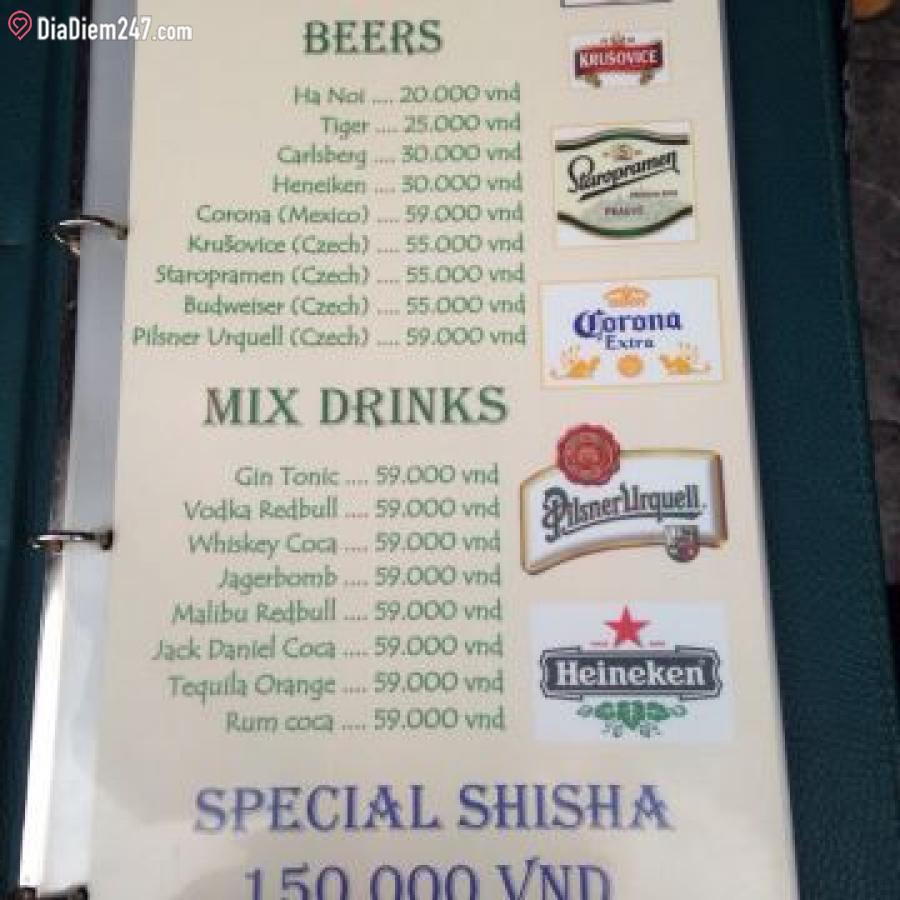 DiaDiem247.com
BEERS
Ha Noi .... 20.000 vnd
Tiger .... 25.000 vnd
Carlsberg .... 30.000 vnd
Heneiken .... 30.000 vnd
Corona (Mexico) .... 59.000 vnd
Krušovice (Czech) .... 55.000 vnd
Staropramen (Czech) .... 55.000 vnd
Budweiser (Czech) .... 55.000 vnd
Pilsner Urquell (Czech) .... 59.000 vnd
MIX DRINKS
Gin Tonic .... 59.000 vnd
Vodka Redbull .... 59.000 vnd
Whiskey Coca .... 59.000 vnd
Jagerbomb .... 59.000 vnd
Malibu Redbull .... 59.000 vnd
Jack Daniel Coca .... 59.000 vnd
Tequila Orange .... 59.000 vnd
Rum coca .... 59.000 vnd
SPECIAL SHISHA
150.000 VND
KRUŠOVICE
Staropramen
PRAGUE
Corona
Extra
Pilsner Urquell
Heineken